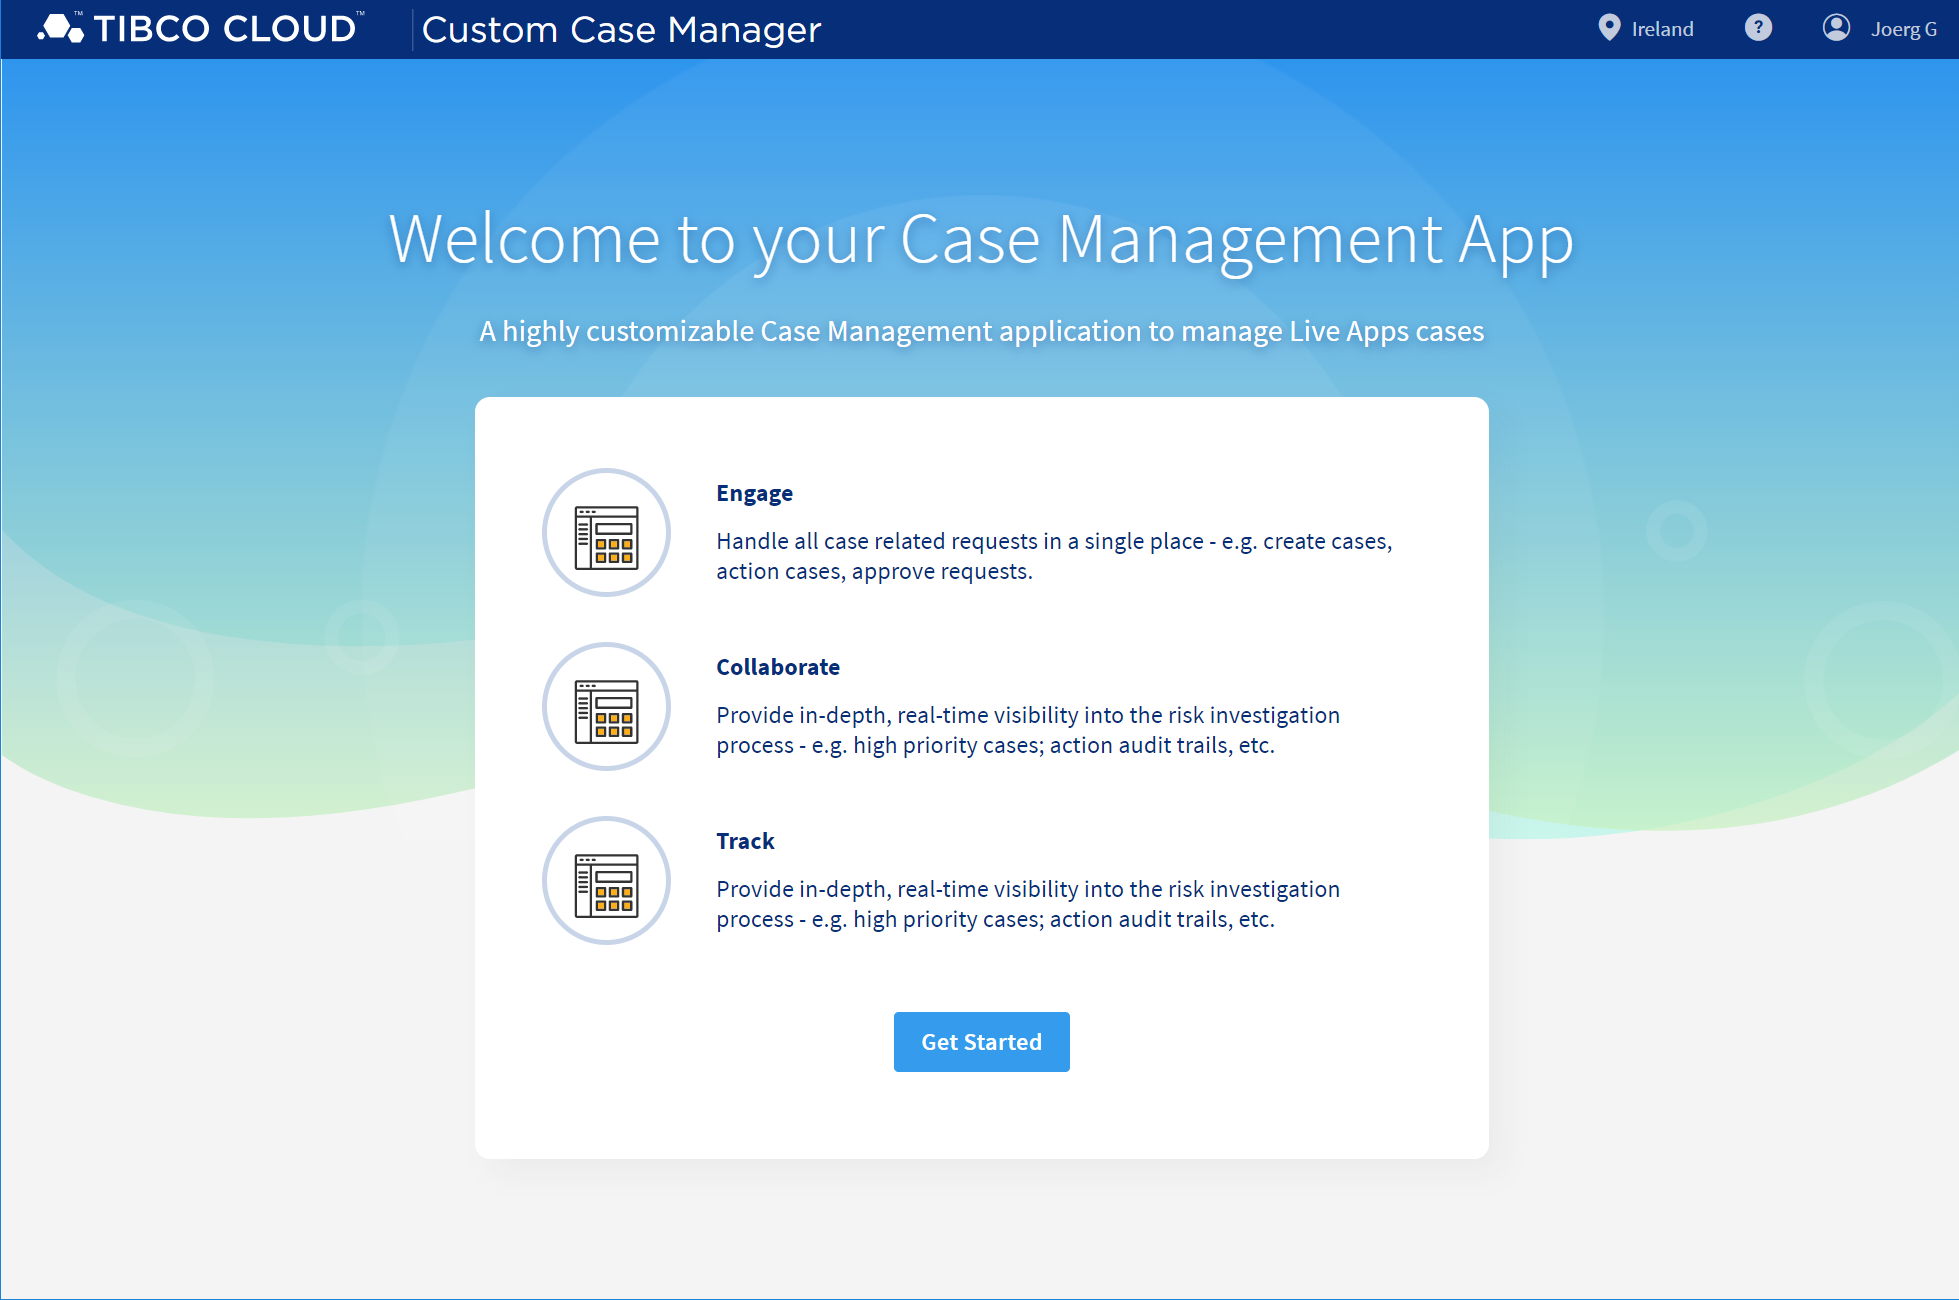 TIBCO CLOUD™ Custom Case Manager Ireland ? Joerg G
Welcome to your Case Management App
A highly customizable Case Management application to manage Live Apps cases
Engage
Handle all case related requests in a single place - e.g. create cases,
action cases, approve requests.
Collaborate
Provide in-depth, real-time visibility into the risk investigation
process - e.g. high priority cases; action audit trails, etc.
Track
Provide in-depth, real-time visibility into the risk investigation
process - e.g. high priority cases; action audit trails, etc.
Get Started